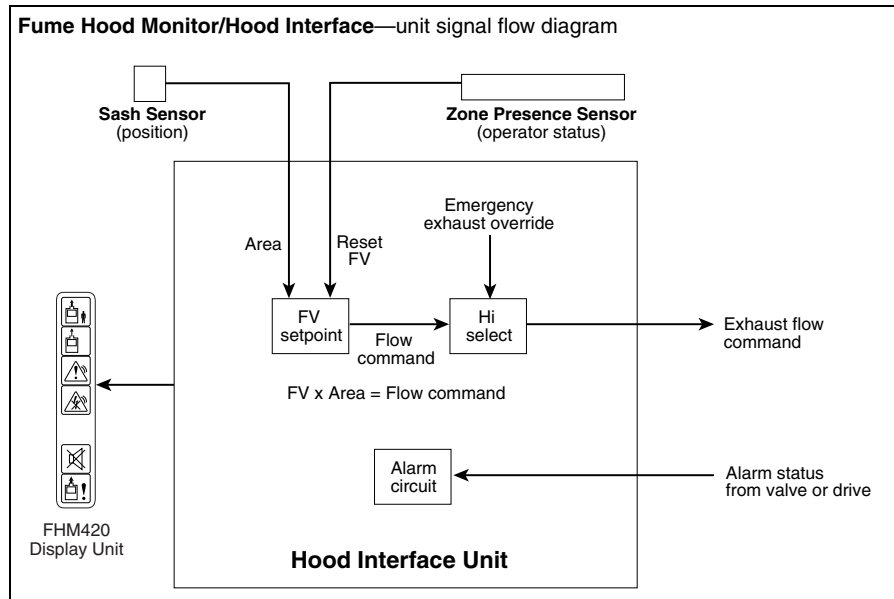 Fume Hood Monitor/Hood Interface—unit signal flow diagram
Sash Sensor
(position)
Zone Presence Sensor
(operator status)
Emergency
exhaust override
Area
Reset
FV
FV
setpoint
Flow
command
Hi
select
Exhaust flow
command
FV x Area = Flow command
Alarm
circuit
Alarm status
from valve or drive
FHM420
Display Unit
Hood Interface Unit